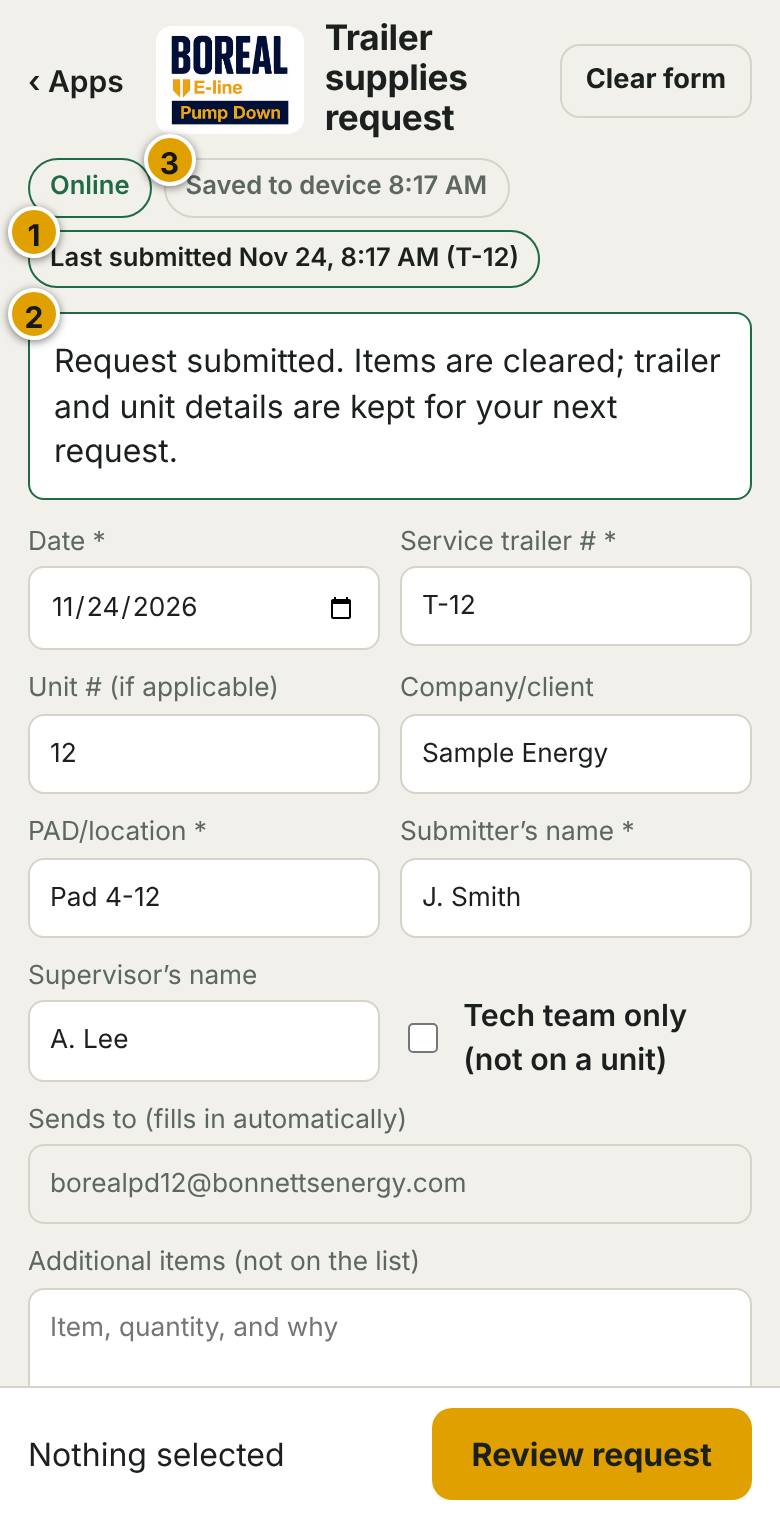 ‹ Apps
BOREAL
E-line
Pump Down
Trailer
supplies
request
Clear form
Online
3
Saved to device 8:17 AM
1
Last submitted Nov 24, 8:17 AM (T-12)
2
Request submitted. Items are cleared; trailer
and unit details are kept for your next
request.
Date *
Service trailer # *
11/24/2026
T-12
Unit # (if applicable)
Company/client
12
Sample Energy
PAD/location *
Submitter’s name *
Pad 4-12
J. Smith
Supervisor’s name
A. Lee
Tech team only
(not on a unit)
Sends to (fills in automatically)
borealpd12@bonnettsenergy.com
Additional items (not on the list)
Item, quantity, and why
Nothing selected
Review request